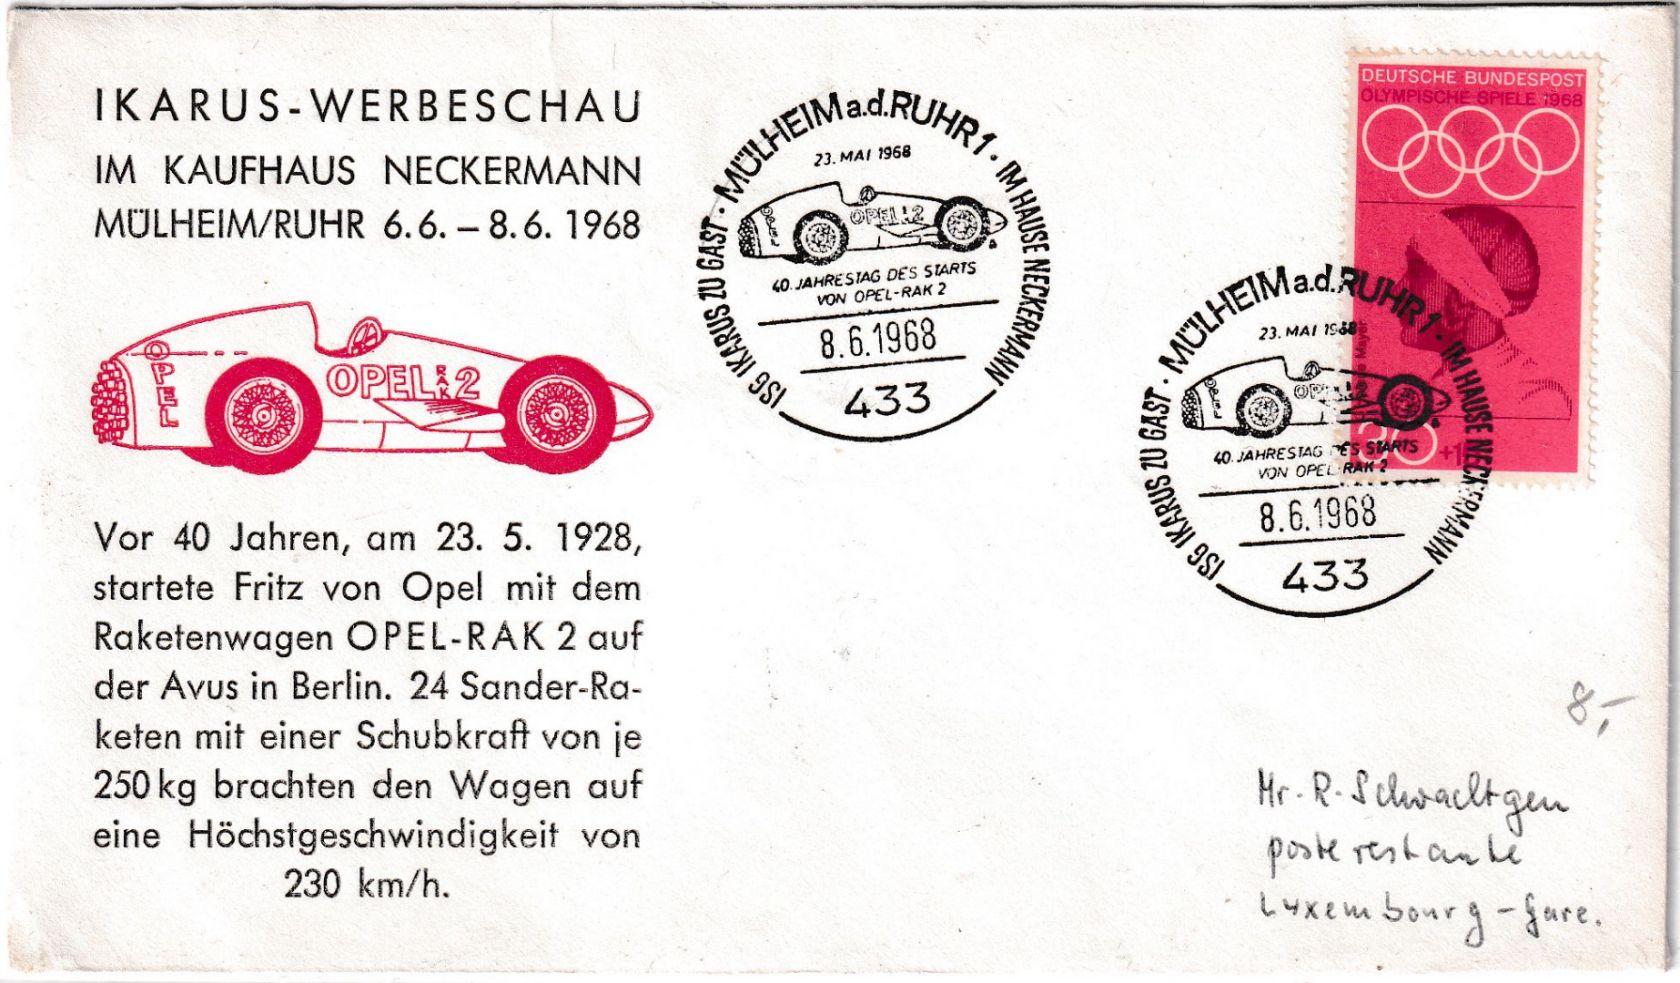 IKARUS-WERBESCHAU
IM KAUFHAUS NECKERMANN
MÜLHEIM/RUHR 6.6. – 8.6. 1968
OPEL
OPEL RAK 2
Vor 40 Jahren, am 23. 5. 1928,
startete Fritz von Opel mit dem
Raketenwagen OPEL-RAK 2 auf
der Avus in Berlin. 24 Sander-Ra-
keten mit einer Schubkraft von je
250 kg brachten den Wagen auf
eine Höchstgeschwindigkeit von
230 km/h.
ISG IKARUS ZU GAST · MÜLHEIM a.d. RUHR 1 · IM HAUSE NECKERMANN
23. MAI 1968
OPEL
OPEL 2
40. JAHRESTAG DES STARTS
VON OPEL-RAK 2
8.6.1968
433
DEUTSCHE BUNDESPOST
OLYMPISCHE SPIELE 1968
Mayer
30
ISG IKARUS ZU GAST · MÜLHEIM a.d. RUHR 1 · IM HAUSE NECKERMANN
23. MAI 1968
OPEL
40. JAHRESTAG DES STARTS
VON OPEL-RAK 2
8.6.1968
433
8,-
Mr. R. Schwachtgen
poste restante
Luxembourg - Gare.